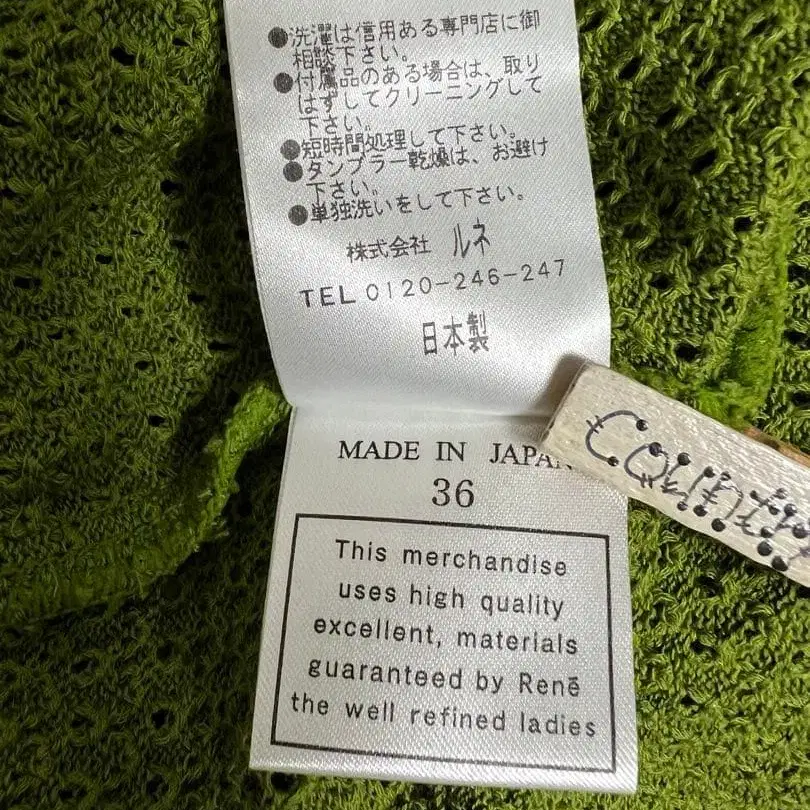 ●洗濯は信用ある専門店に御
相談下さい。
●付属品のある場合は、取り
はずしてクリーニングして
下さい。
●短時間処理して下さい。
●タンブラー乾燥は、お避け
下さい。
●単独洗いをして下さい。
株式会社 ルネ
TEL 0120-246-247
日本製
MADE IN JAPAN
36
This merchandise
uses high quality
excellent, materials
guaranteed by Renē
the well refined ladies